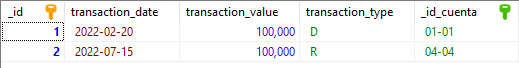 _id transaction_date transaction_value transaction_type _id_cuenta
1 2022-02-20 100,000 D 01-01
2 2022-07-15 100,000 R 04-04